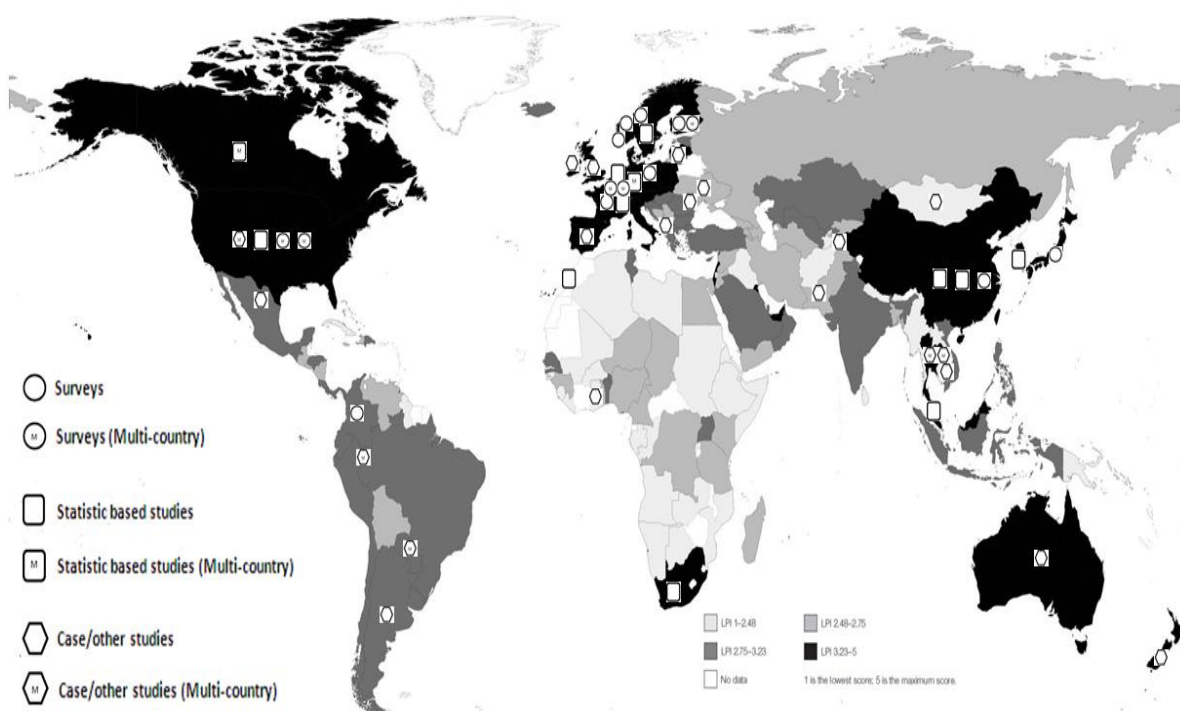 Surveys
M Surveys (Multi-country)
Statistic based studies
M Statistic based studies (Multi-country)
Case/other studies
M Case/other studies (Multi-country)
LPI 1–2.48
LPI 2.48–2.75
LPI 2.75–3.23
LPI 3.23–5
No data
1 is the lowest score; 5 is the maximum score.